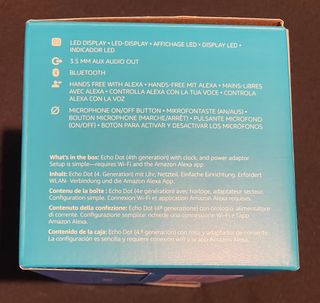 LED DISPLAY • LED-DISPLAY • AFFICHAGE LED • DISPLAY LED •
INDICADOR LED
3.5 MM AUX AUDIO OUT
BLUETOOTH
HANDS FREE WITH ALEXA • HANDS-FREE MIT ALEXA • MAINS-LIBRES
AVEC ALEXA • CONTROLLA ALEXA CON LA TUA VOCE • CONTROLA
ALEXA CON LA VOZ
MICROPHONE ON/OFF BUTTON • MIKROFONTASTE (AN/AUS) •
BOUTON MICROPHONE (MARCHE/ARRÊT) • PULSANTE MICROFONO
(ON/OFF) • BOTÓN PARA ACTIVAR Y DESACTIVAR LOS MICRÓFONOS
What's in the box: Echo Dot (4th generation) with clock, and power adaptor
Setup is simple—requires Wi-Fi and the Amazon Alexa app.
Inhalt: Echo Dot (4. Generation) mit Uhr, Netzteil. Einfache Einrichtung. Erfordert
WLAN- Verbindung und die Amazon Alexa App.
Contenu de la boîte : Echo Dot (4e génération) avec horloge, adaptateur secteur.
Configuration simple. Connexion Wi-Fi et application Amazon Alexa requises.
Contenuto della confezione: Echo Dot (4ª generazione) con orologio, alimentatore
di corrente. Configurazione semplice: richiede una connessione Wi-Fi e l'app
Amazon Alexa.
Contenido de la caja: Echo Dot (4.ª generación) con reloj y adaptador de corriente.
La configuración es sencilla y requiere conexión wifi y la app Amazon Alexa.